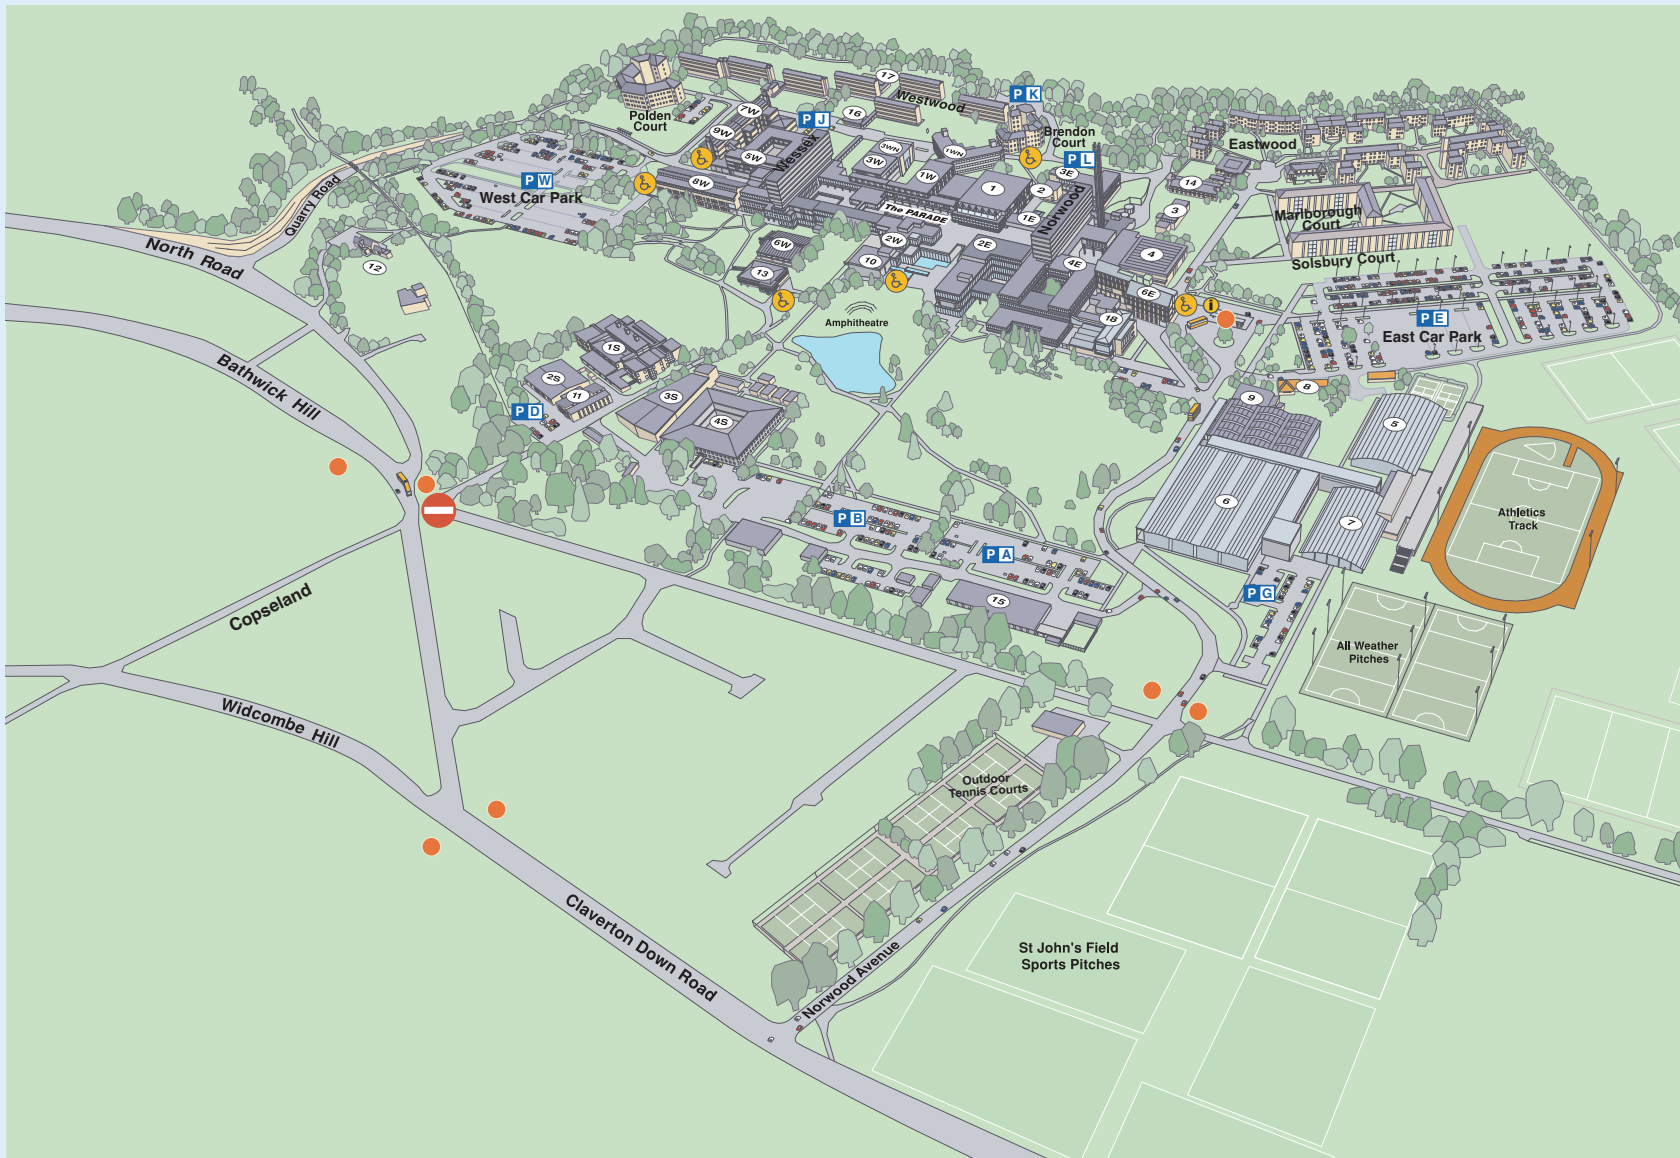 17
Westwood
P K
Polden
Court
7W
16
P J
9W
5W
Wessex
3WN
3W
1WN
Brendon
Court
P L
Eastwood
P W
West Car Park
8W
1W
1
2
3E
14
Quarry Road
The PARADE
1E
Norwood
3
Marlborough
Court
Solsbury Court
North Road
12
6W
2W
2E
4
13
10
4E
6E
i
18
Amphitheatre
P E
East Car Park
Bathwick Hill
1S
2S
11
3S
4S
P D
8
9
5
6
7
Athletics
Track
P B
P A
15
P G
Copseland
All Weather
Pitches
Widcombe Hill
Outdoor
Tennis Courts
Claverton Down Road
Norwood Avenue
St John's Field
Sports Pitches